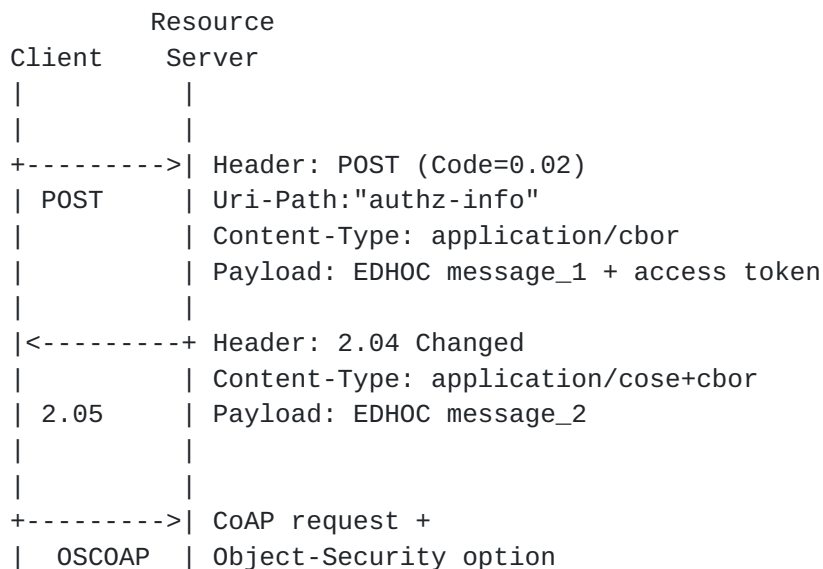 Resource
Client    Server
|          |
|          |
+--------->| Header: POST (Code=0.02)
| POST     | Uri-Path:"authz-info"
|          | Content-Type: application/cbor
|          | Payload: EDHOC message_1 + access token
|          |
|<---------+ Header: 2.04 Changed
|          | Content-Type: application/cose+cbor
| 2.05     | Payload: EDHOC message_2
|          |
|          |
+--------->| CoAP request +
|  OSCOAP  | Object-Security option